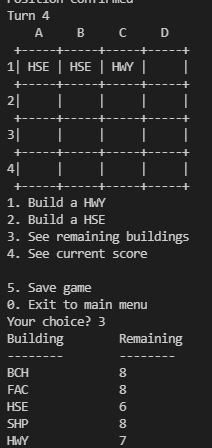 Position confirmed
Turn 4
    A     B     C     D
 +-----+-----+-----+-----+
1| HSE | HSE | HWY |     |
 +-----+-----+-----+-----+
2|     |     |     |     |
 +-----+-----+-----+-----+
3|     |     |     |     |
 +-----+-----+-----+-----+
4|     |     |     |     |
 +-----+-----+-----+-----+
1. Build a HWY
2. Build a HSE
3. See remaining buildings
4. See current score

5. Save game
0. Exit to main menu
Your choice? 3
Building        Remaining
--------        --------
BCH             8
FAC             8
HSE             6
SHP             8
HWY             7